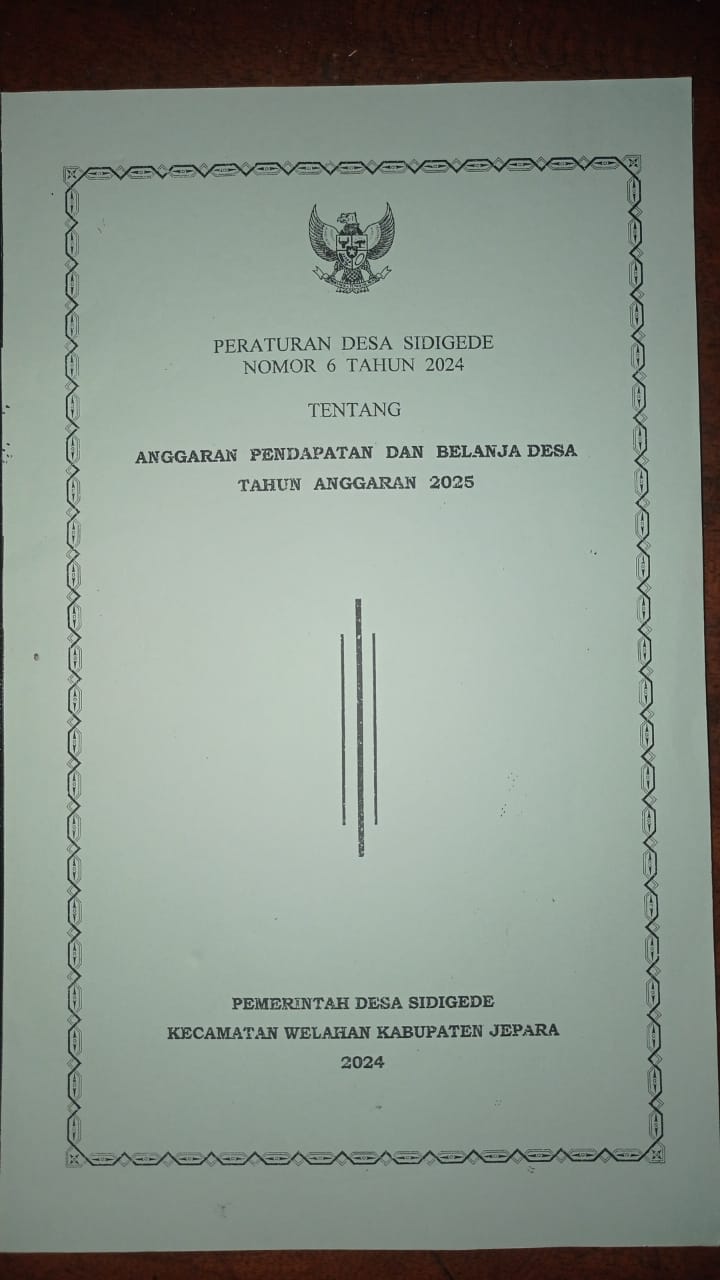 PERATURAN DESA SIDIGEDE
NOMOR 6 TAHUN 2024
TENTANG
ANGGARAN PENDAPATAN DAN BELANJA DESA
TAHUN ANGGARAN 2025
PEMERINTAH DESA SIDIGEDE
KECAMATAN WELAHAN KABUPATEN JEPARA
2024